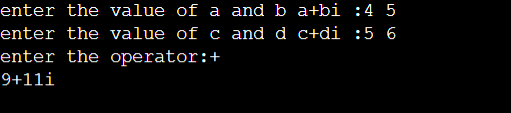 enter the value of a and b a+bi :4 5
enter the value of c and d c+di :5 6
enter the operator:+
9+11i